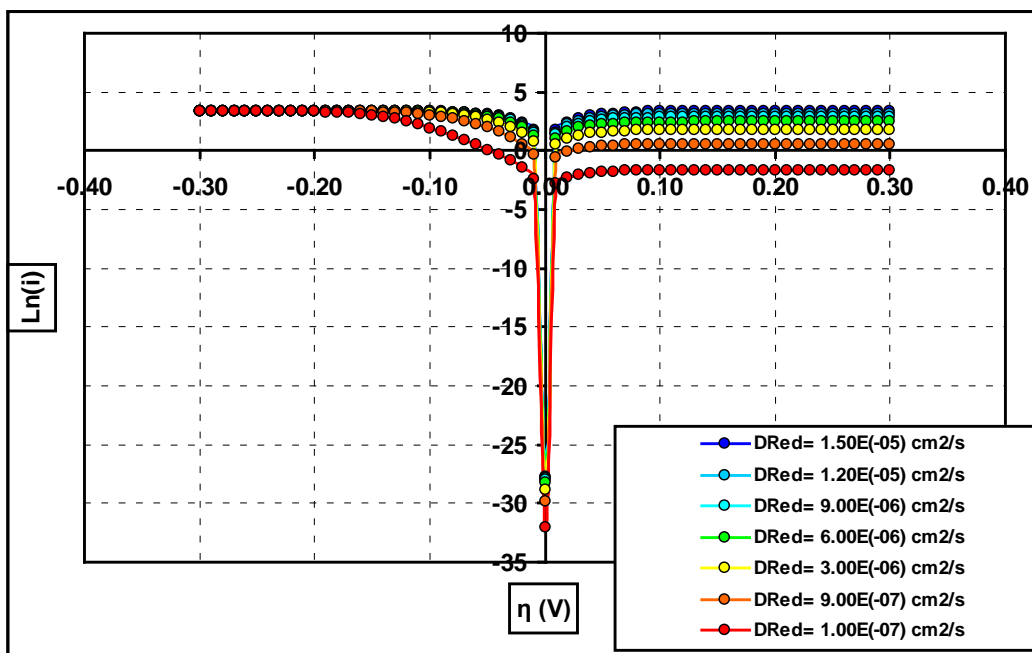 10
5
0
-0.40 -0.30 -0.20 -0.10 0.00 0.10 0.20 0.30 0.40
-5
-10
-15
-20
-25
-30
-35
Ln(i)
η (V)
DRed= 1.50E(-05) cm2/s
DRed= 1.20E(-05) cm2/s
DRed= 9.00E(-06) cm2/s
DRed= 6.00E(-06) cm2/s
DRed= 3.00E(-06) cm2/s
DRed= 9.00E(-07) cm2/s
DRed= 1.00E(-07) cm2/s